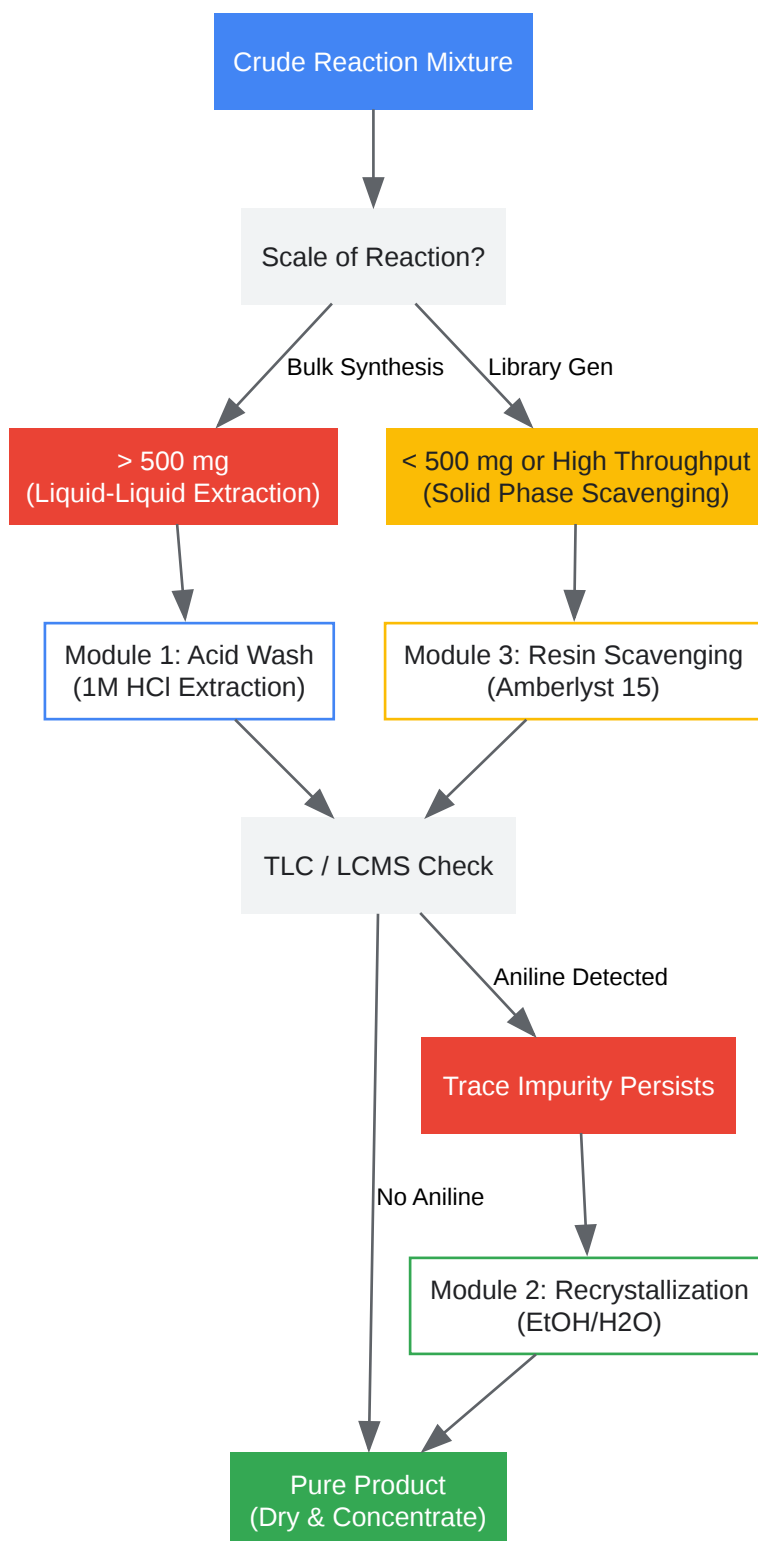 Crude Reaction Mixture
Scale of Reaction?
Bulk Synthesis
Library Gen
> 500 mg
(Liquid-Liquid Extraction)
< 500 mg or High Throughput
(Solid Phase Scavenging)
Module 1: Acid Wash
(1M HCl Extraction)
Module 3: Resin Scavenging
(Amberlyst 15)
TLC / LCMS Check
Aniline Detected
Trace Impurity Persists
No Aniline
Module 2: Recrystallization
(EtOH/H2O)
Pure Product
(Dry & Concentrate)